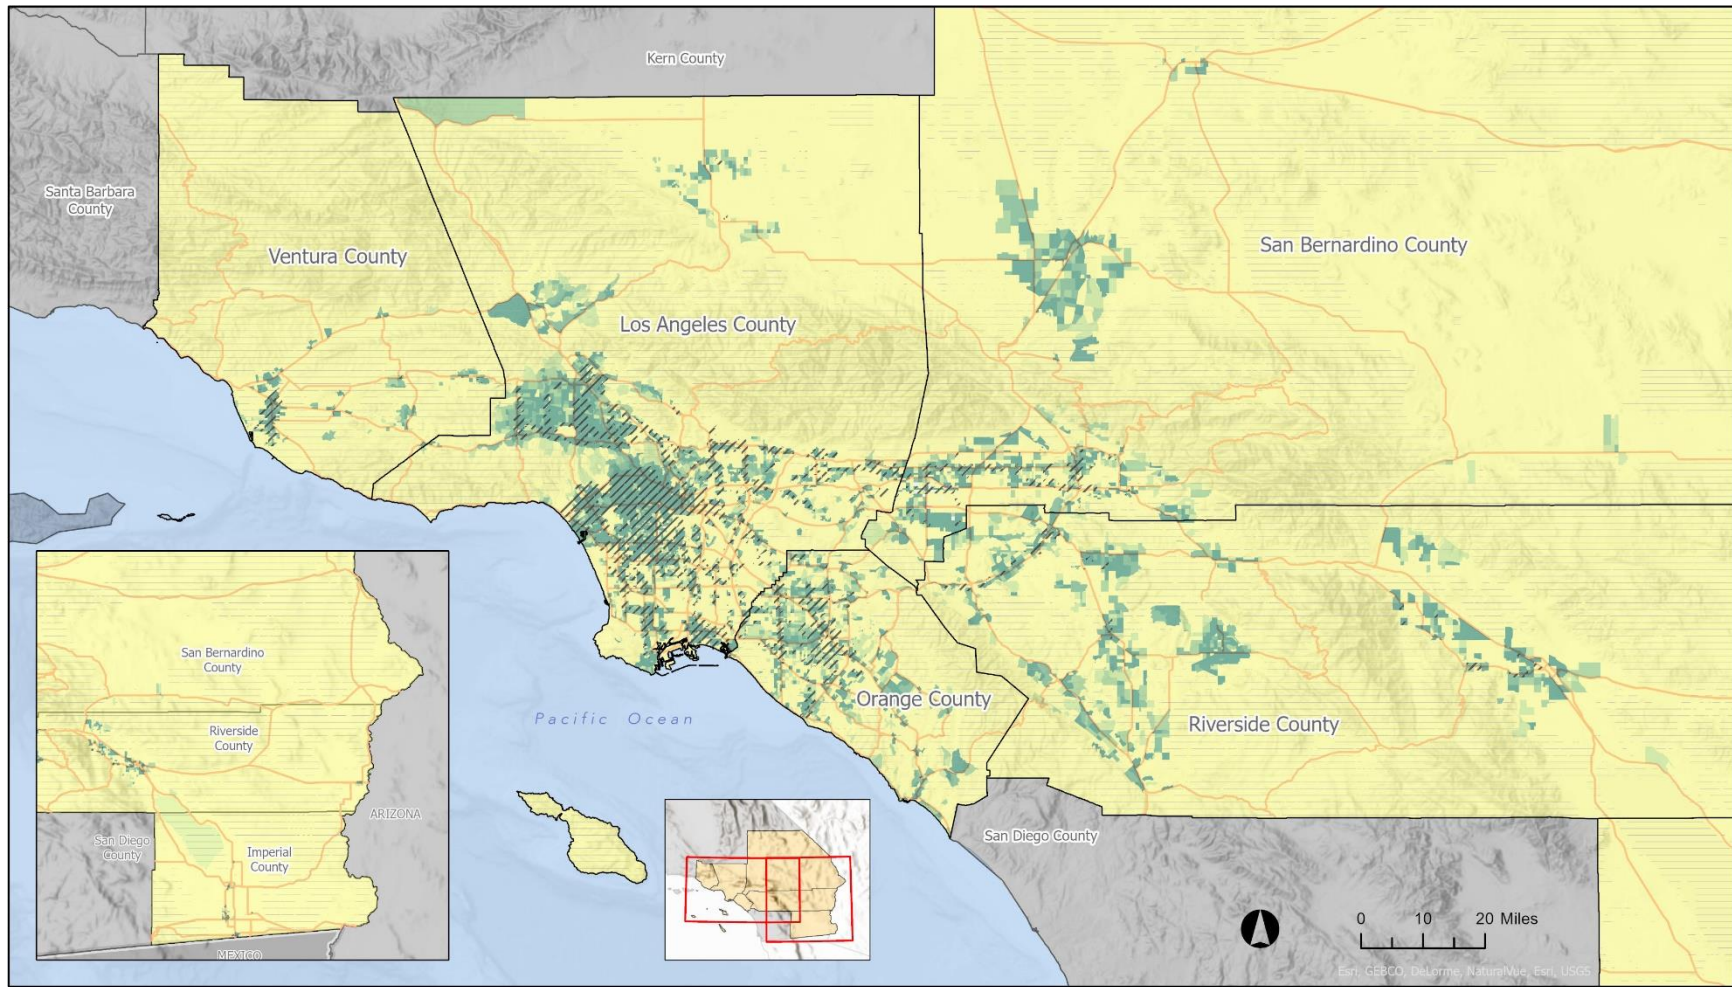 Kern County
Santa Barbara
County
Ventura County
San Bernardino County
Los Angeles County
Orange County
Riverside County
Pacific Ocean
San Diego County
San Bernardino
County
Riverside
County
ARIZONA
San Diego
County
Imperial
County
MEXICO
0 10 20 Miles
Esri, GEBCO, DeLorme, NaturalVue, Esri, USGS